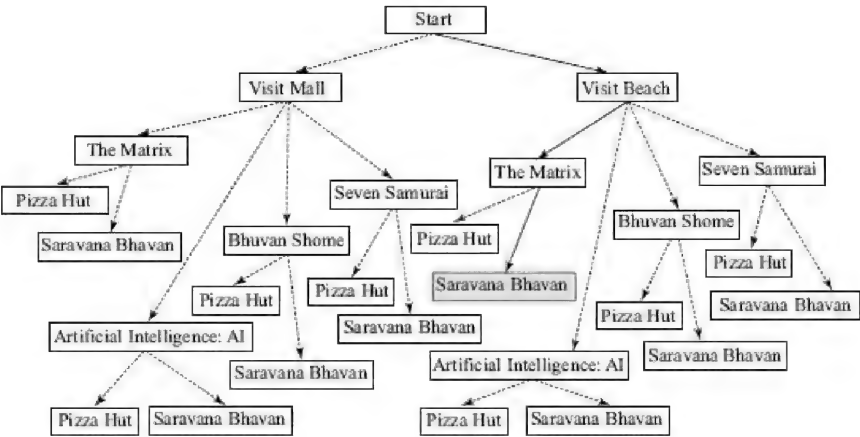 Start
Visit Mall
Visit Beach
The Matrix
Pizza Hut
Saravana Bhavan
Artificial Intelligence: AI
Pizza Hut
Saravana Bhavan
Bhuvan Shome
Pizza Hut
Saravana Bhavan
Seven Samurai
Pizza Hut
Saravana Bhavan
The Matrix
Pizza Hut
Saravana Bhavan
Artificial Intelligence: AI
Pizza Hut
Saravana Bhavan
Bhuvan Shome
Pizza Hut
Saravana Bhavan
Seven Samurai
Pizza Hut
Saravana Bhavan